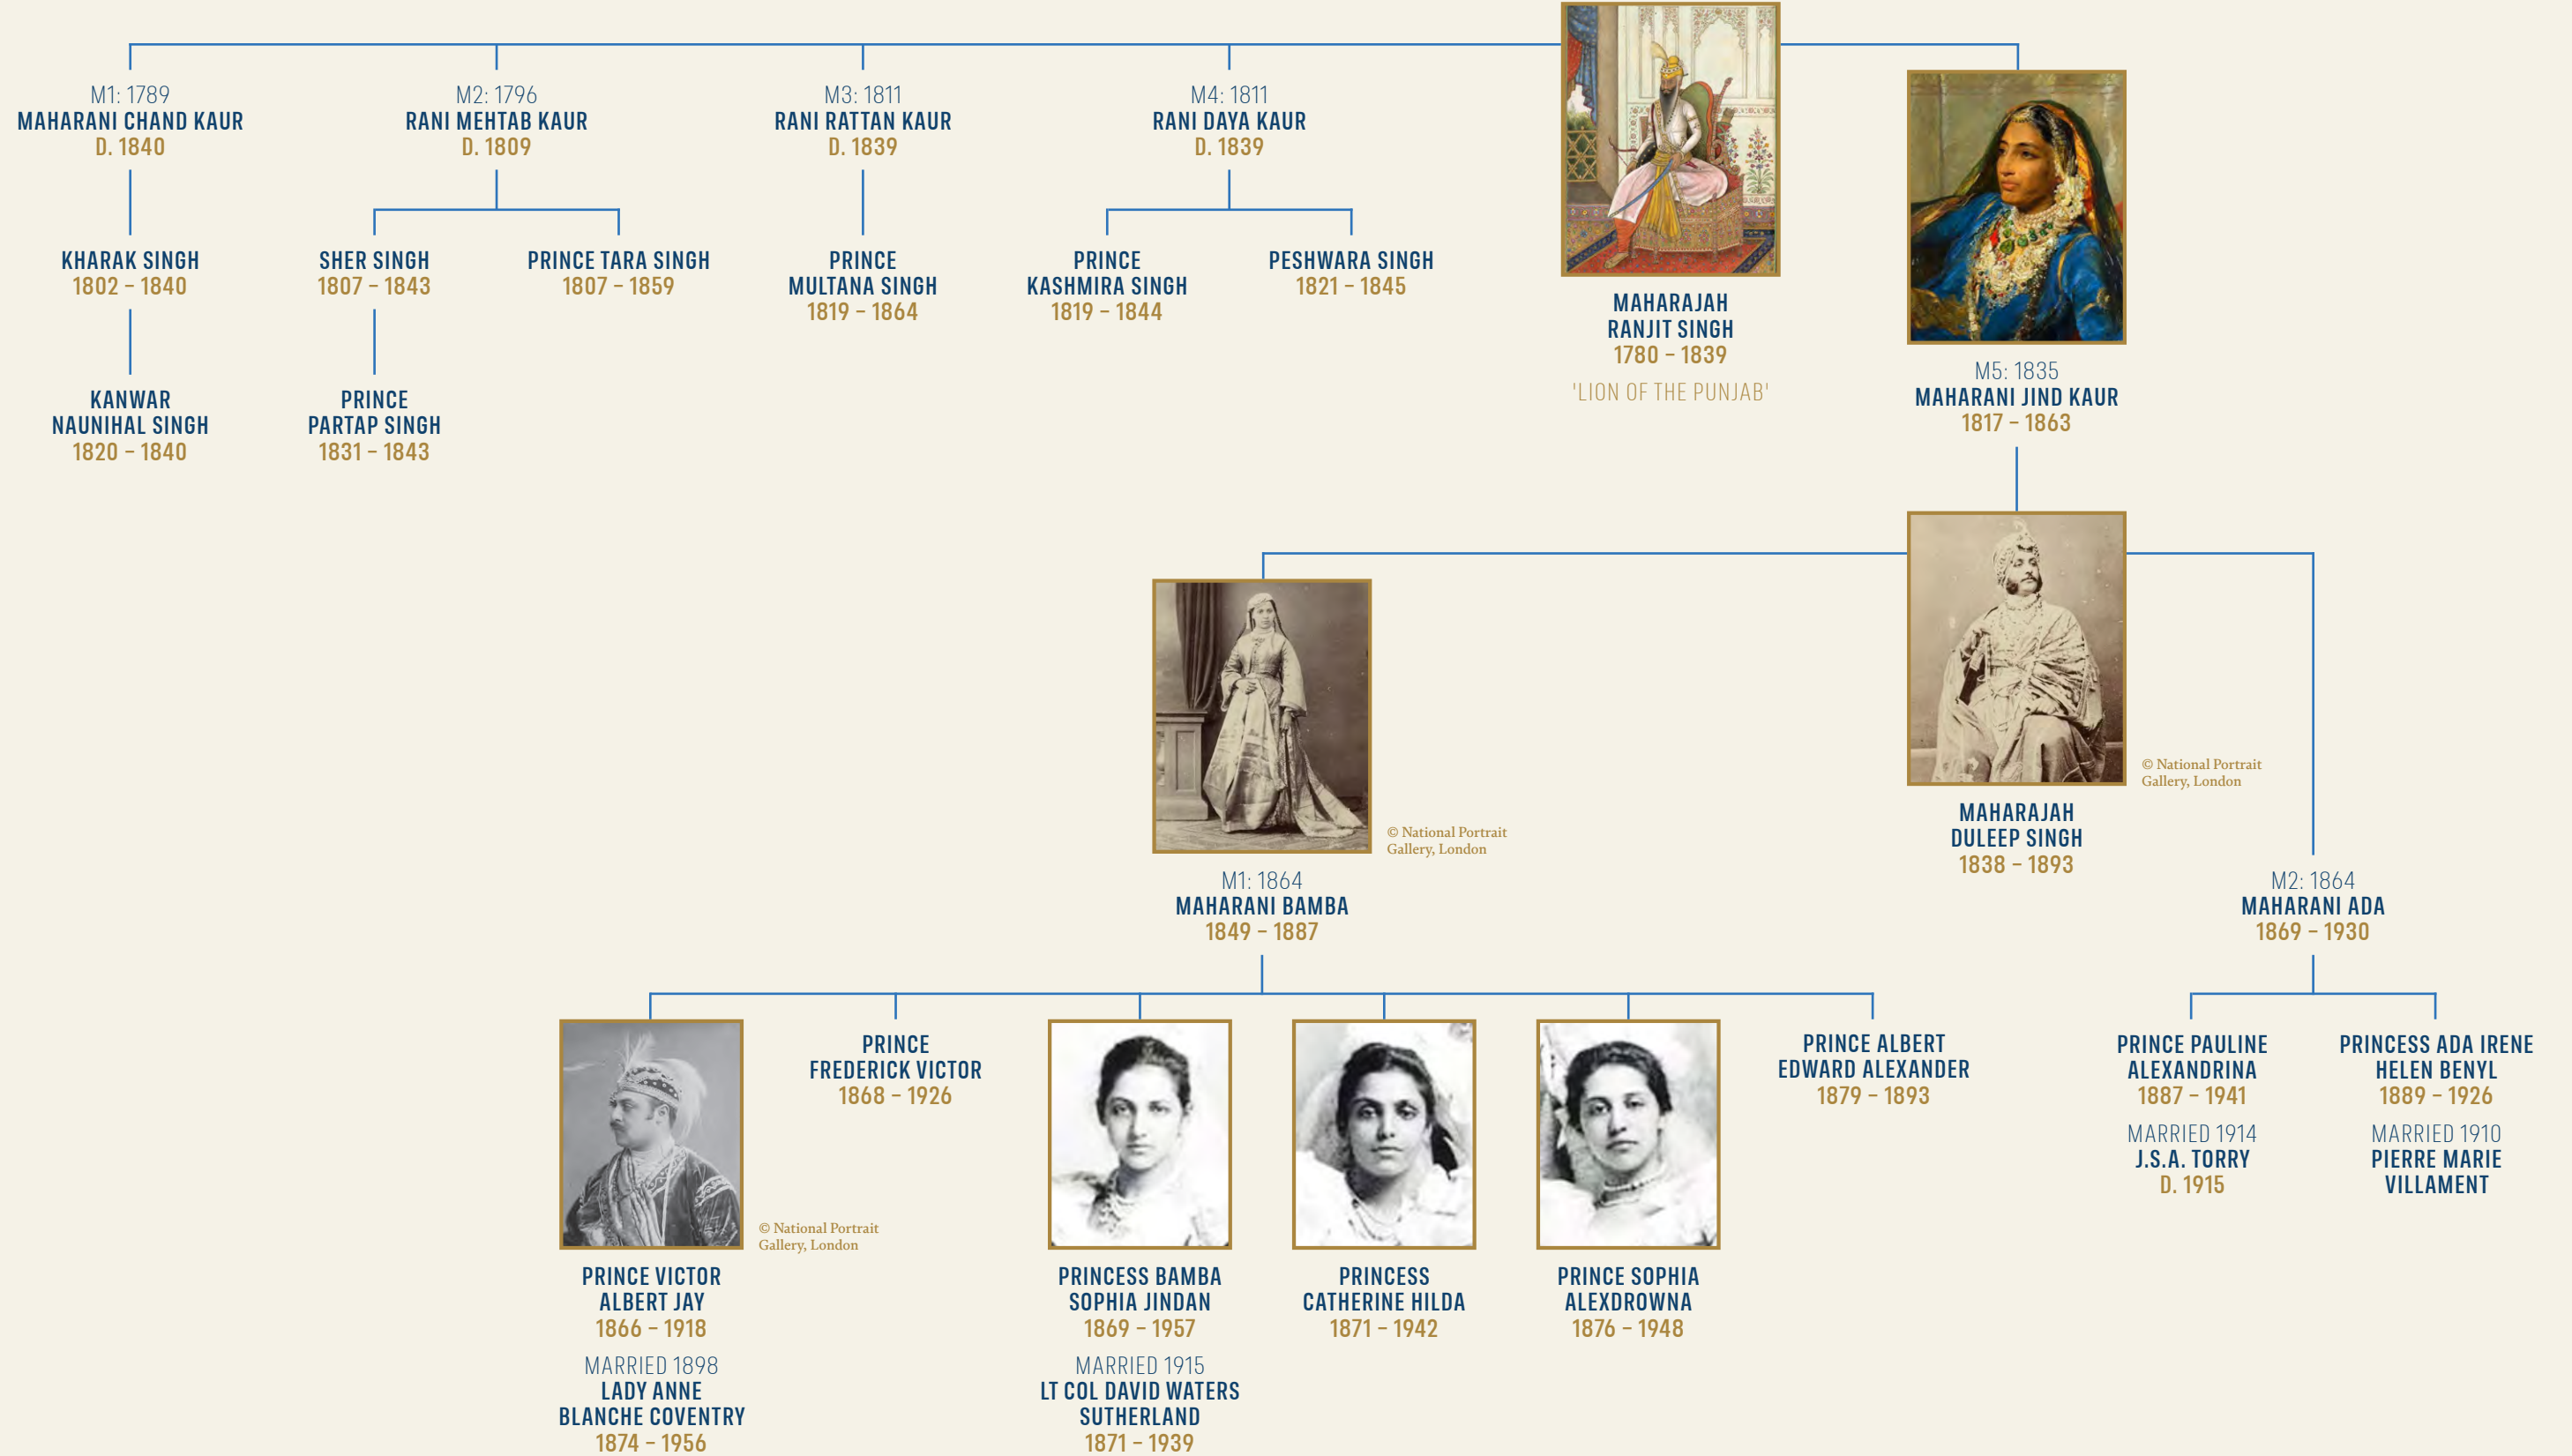 M1: 1789
MAHARANI CHAND KAUR
D. 1840
M2: 1796
RANI MEHTAB KAUR
D. 1809
M3: 1811
RANI RATTAN KAUR
D. 1839
M4: 1811
RANI DAYA KAUR
D. 1839
KHARAK SINGH
1802 – 1840
SHER SINGH
1807 – 1843
PRINCE TARA SINGH
1807 – 1859
PRINCE
MULTANA SINGH
1819 – 1864
PRINCE
KASHMIRA SINGH
1819 – 1844
PESHWARA SINGH
1821 – 1845
MAHARAJAH
RANJIT SINGH
1780 – 1839
'LION OF THE PUNJAB'
M5: 1835
MAHARANI JIND KAUR
1817 – 1863
KANWAR
NAUNIHAL SINGH
1820 – 1840
PRINCE
PARTAP SINGH
1831 – 1843
© National Portrait
Gallery, London
MAHARAJAH
DULEEP SINGH
1838 – 1893
© National Portrait
Gallery, London
M1: 1864
MAHARANI BAMBA
1849 – 1887
M2: 1864
MAHARANI ADA
1869 – 1930
© National Portrait
Gallery, London
PRINCE VICTOR
ALBERT JAY
1866 – 1918
MARRIED 1898
LADY ANNE
BLANCHE COVENTRY
1874 – 1956
PRINCE
FREDERICK VICTOR
1868 – 1926
PRINCESS BAMBA
SOPHIA JINDAN
1869 – 1957
MARRIED 1915
LT COL DAVID WATERS
SUTHERLAND
1871 – 1939
PRINCESS
CATHERINE HILDA
1871 – 1942
PRINCE SOPHIA
ALEXDROWNA
1876 – 1948
PRINCE ALBERT
EDWARD ALEXANDER
1879 – 1893
PRINCE PAULINE
ALEXANDRINA
1887 – 1941
MARRIED 1914
J.S.A. TORRY
D. 1915
PRINCESS ADA IRENE
HELEN BENYL
1889 – 1926
MARRIED 1910
PIERRE MARIE
VILLAMENT